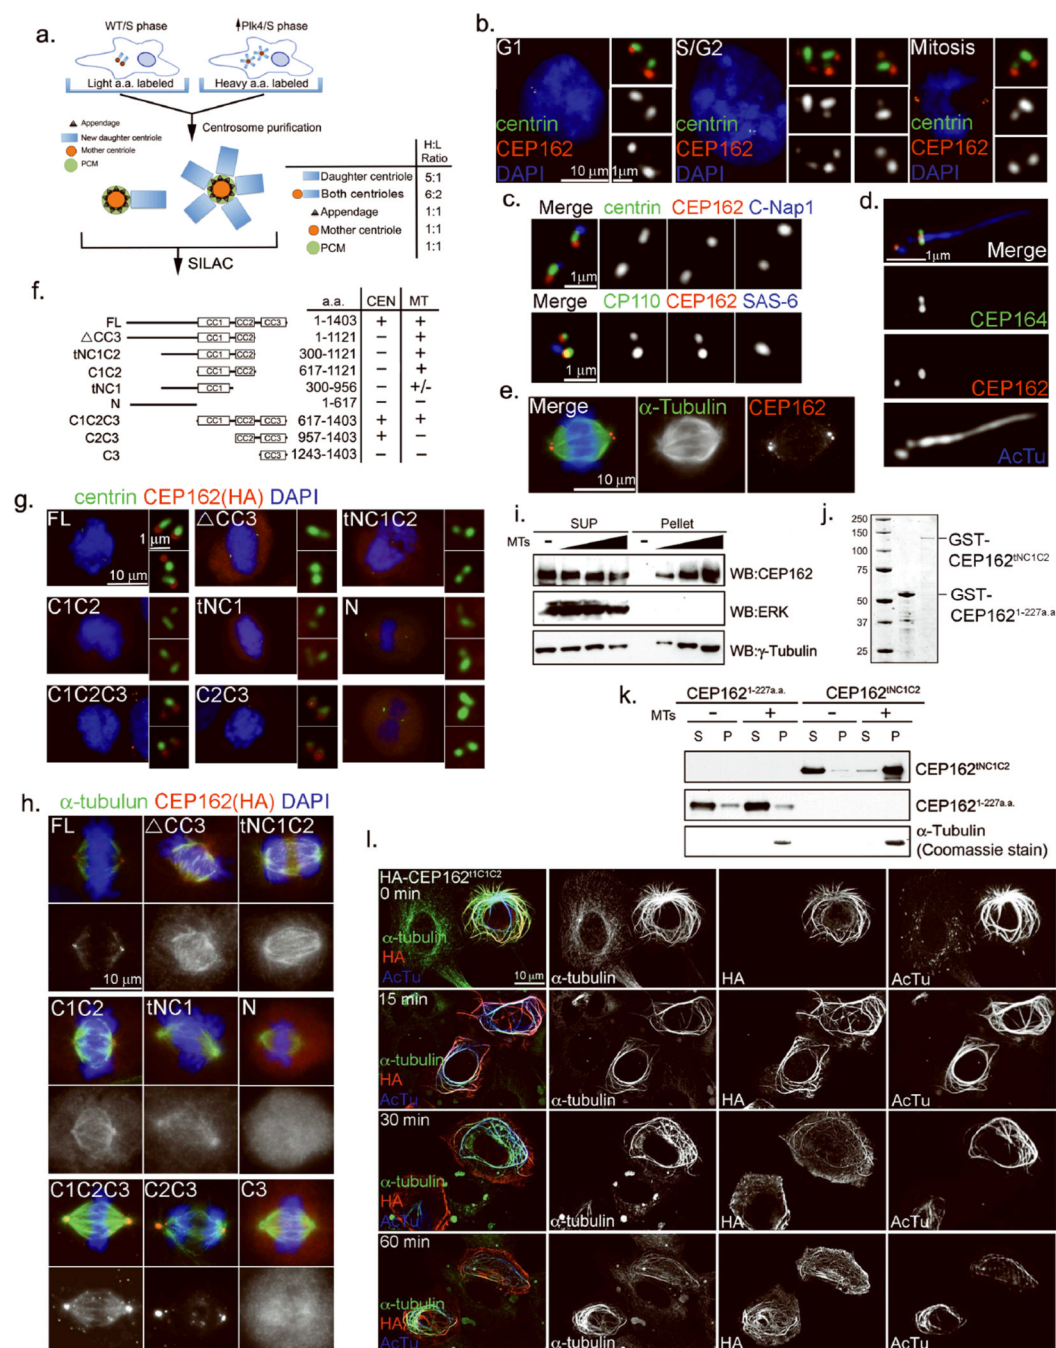 a.
WT/S phase
Plk4/S phase
Light a.a. labeled
Heavy a.a. labeled
Centrosome purification
Appendage
New daughter centriole
Mother centriole
PCM
H:L
Ratio
Daughter centriole 5:1
Both centrioles 6:2
Appendage 1:1
Mother centriole 1:1
PCM 1:1
SILAC
b.
G1
centrin
CEP162
DAPI
10 μm
1μm
S/G2
centrin
CEP162
DAPI
Mitosis
centrin
CEP162
DAPI
c.
Merge centrin CEP162 C-Nap1
1μm
Merge CP110 CEP162 SAS-6
1 μm
d.
Merge
1μm
CEP164
CEP162
AcTu
e.
Merge α-Tubulin CEP162
10 μm
f.
a.a. CEN MT
FL CC1 CC2 CC3 1-1403 + +
△CC3 CC1 CC2 1-1121 – +
tNC1C2 CC1 CC2 300-1121 – +
C1C2 CC1 CC2 617-1121 – +
tNC1 CC1 300-956 – +/-
N 1-617 – –
C1C2C3 CC1 CC2 CC3 617-1403 + +
C2C3 CC2 CC3 957-1403 + –
C3 CC3 1243-1403 – –
g.
centrin CEP162(HA) DAPI
FL
1 μm
10 μm
△CC3
tNC1C2
C1C2
tNC1
N
C1C2C3
C2C3
h.
α-tubulun CEP162(HA) DAPI
FL
△CC3
tNC1C2
10 μm
C1C2
tNC1
N
C1C2C3
C2C3
C3
i.
SUP Pellet
MTs – –
WB:CEP162
WB:ERK
WB:γ-Tubulin
j.
250
150
100
75
50
37
25
GST-
CEP162tNC1C2
GST-
CEP1621-227a.a
k.
CEP1621-227a.a. CEP162tNC1C2
MTs – + – +
S P S P S P S P
CEP162tNC1C2
CEP1621-227a.a.
α-Tubulin
(Coomassie stain)
l.
HA-CEP162t1C1C2
0 min
α-tubulin
HA
AcTu
10 μm
α-tubulin
HA
AcTu
15 min
α-tubulin
HA
AcTu
α-tubulin
HA
AcTu
30 min
α-tubulin
HA
AcTu
α-tubulin
HA
AcTu
60 min
α-tubulin
HA
AcTu
α-tubulin
HA
AcTu